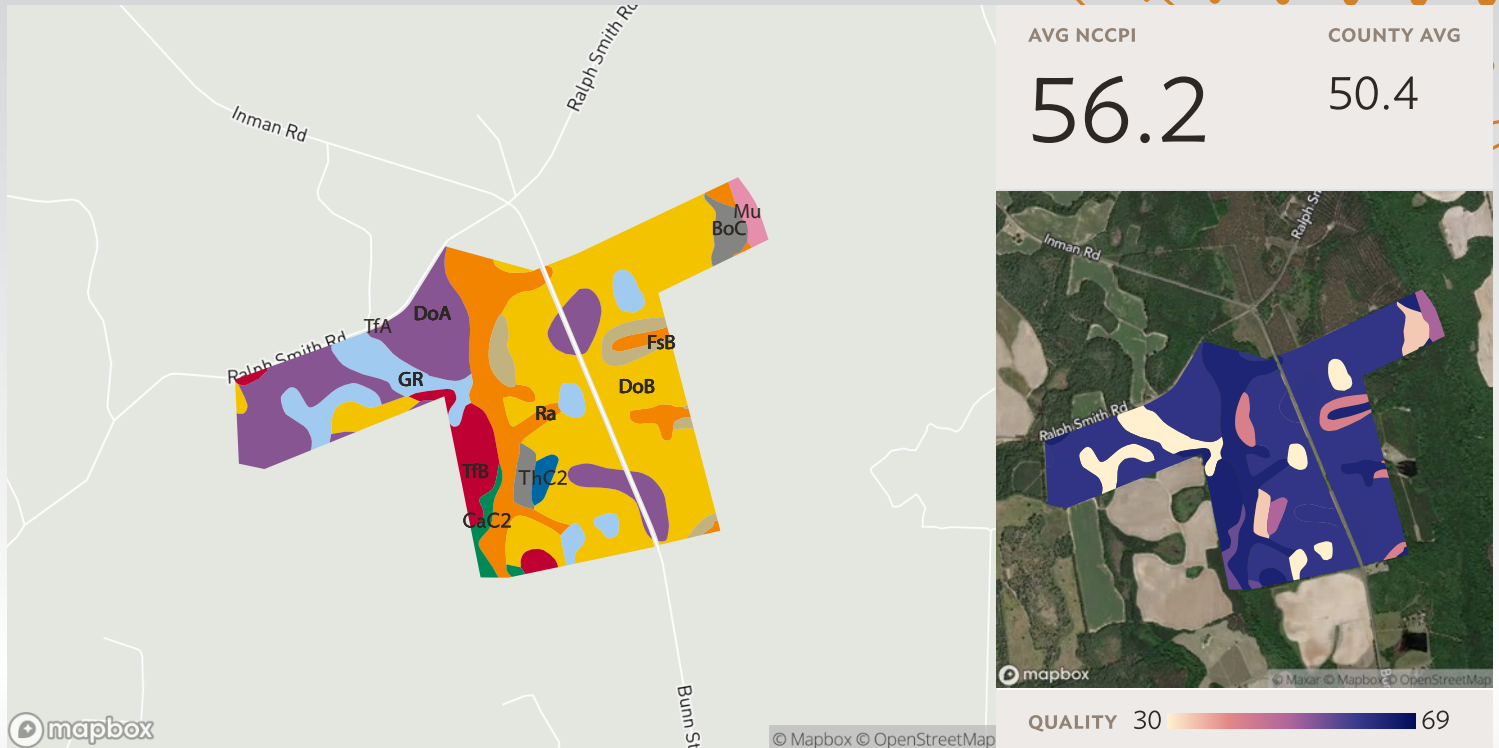 Ralph Smith Rd
Inman Rd
Mu
BoC
DoA
TfA
Ralph Smith Rd
FsB
GR
DoB
Ra
TfB
ThC2
CaC2
Bunn St
mapbox
© Mapbox © OpenStreetMap
AVG NCCPI
COUNTY AVG
56.2
50.4
Ralph Sm
Inman Rd
Ralph Smith Rd
mapbox
© Maxar © Mapbox © OpenStreetMap
QUALITY 30 69